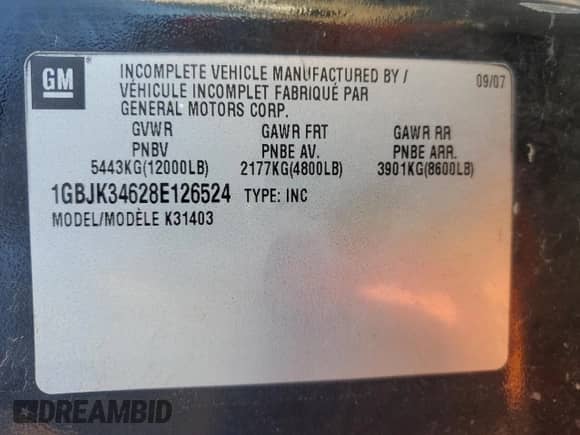 GM
INCOMPLETE VEHICLE MANUFACTURED BY / 09/07
VÉHICULE INCOMPLET FABRIQUÉ PAR
GENERAL MOTORS CORP.
GVWR GAWR FRT GAWR RR
PNBV PNBE AV. PNBE ARR.
5443KG(12000LB) 2177KG(4800LB) 3901KG(8600LB)
1GBJK34628E126524 TYPE: INC
MODEL/MODÈLE K31403
DREAMBID